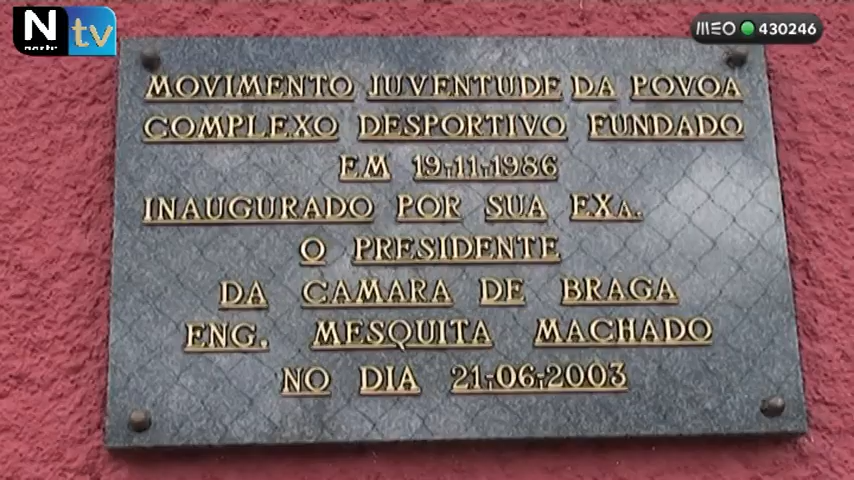 N
norte
tv
MEO 430246
MOVIMENTO JUVENTUDE DA POVOA
COMPLEXO DESPORTIVO FUNDADO
EM 19-11-1986
INAUGURADO POR SUA EXA.
O PRESIDENTE
DA CAMARA DE BRAGA
ENG. MESQUITA MACHADO
NO DIA 21-06-2003